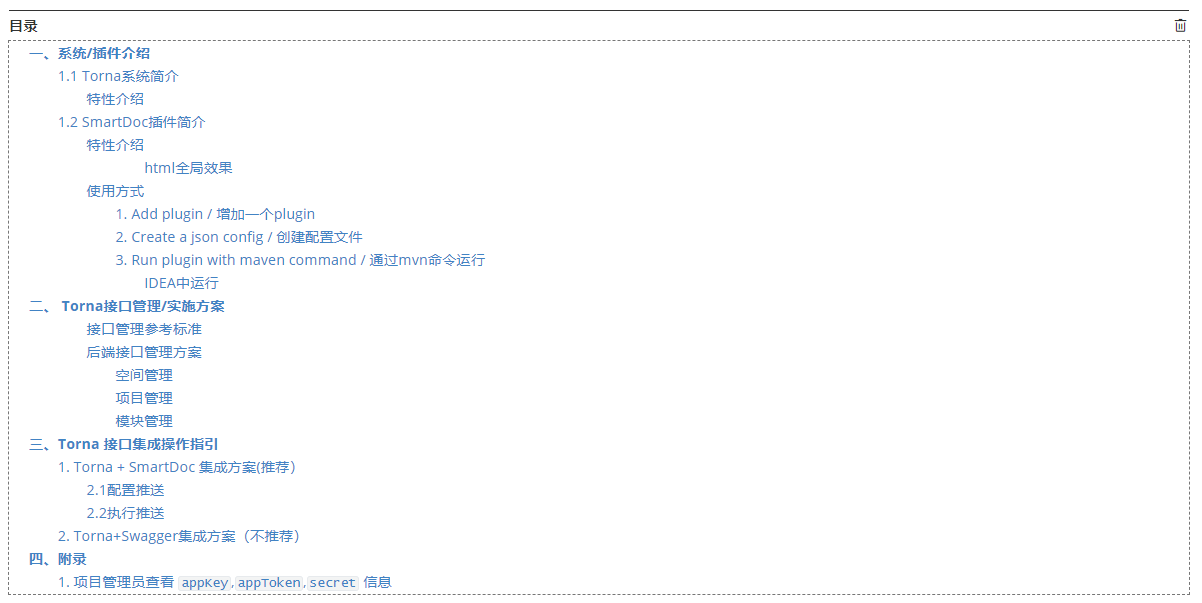 目录
一、系统/插件介绍
1.1 Torna系统简介
特性介绍
1.2 SmartDoc插件简介
特性介绍
html全局效果
使用方式
1. Add plugin / 增加一个plugin
2. Create a json config / 创建配置文件
3. Run plugin with maven command / 通过mvn命令运行
IDEA中运行
二、 Torna接口管理/实施方案
接口管理参考标准
后端接口管理方案
空间管理
项目管理
模块管理
三、Torna 接口集成操作指引
1. Torna + SmartDoc 集成方案(推荐）
2.1配置推送
2.2执行推送
2. Torna+Swagger集成方案（不推荐）
四、附录
1. 项目管理员查看 appKey,appToken,secret 信息